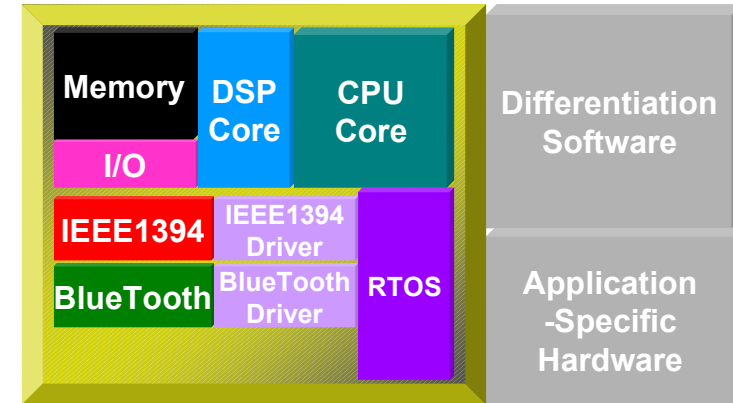 Memory
I/O
DSP
Core
CPU
Core
Differentiation
Software
IEEE1394
IEEE1394
Driver
BlueTooth
BlueTooth
Driver
RTOS
Application
-Specific
Hardware